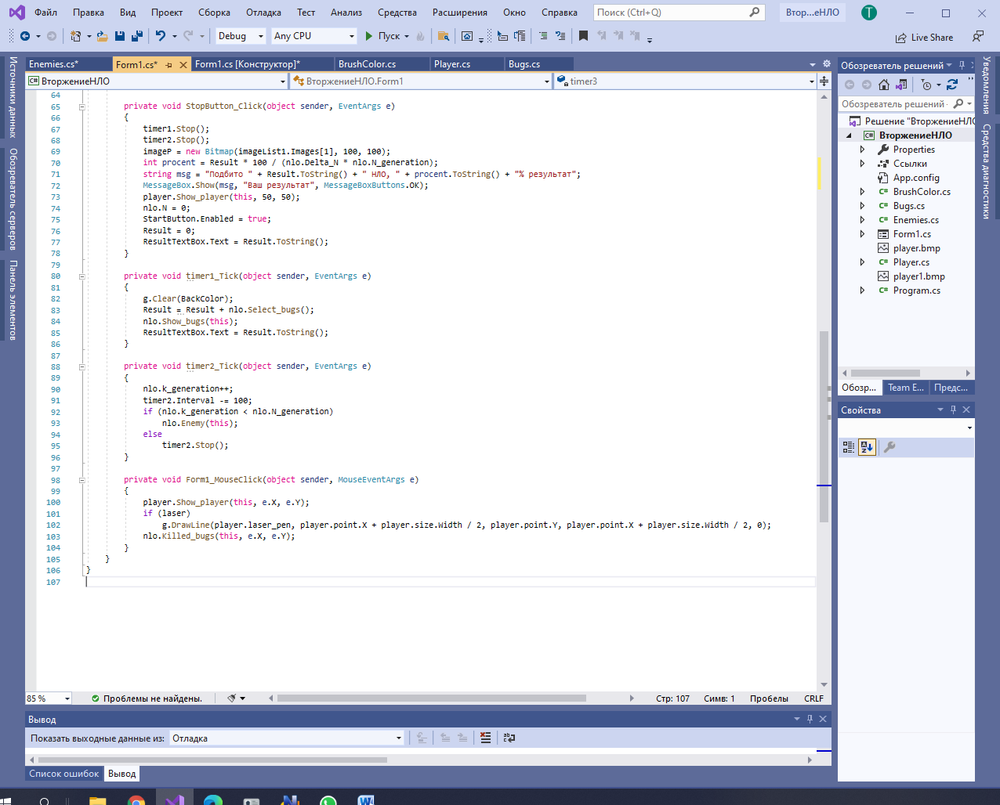 Файл Правка Вид Проект Сборка Отладка Тест Анализ Средства Расширения Окно Справка Поиск (Ctrl+Q) Втор...еНЛО T
Debug Any CPU Пуск Live Share
Enemies.cs* Form1.cs* Form1.cs [Конструктор]* BrushColor.cs Player.cs Bugs.cs
C# ВторжениеНЛО ВторжениеНЛО.Form1 timer3
64
65 private void StopButton_Click(object sender, EventArgs e)
66 {
67 timer1.Stop();
68 timer2.Stop();
69 imageP = new Bitmap(imageList1.Images[1], 100, 100);
70 int procent = Result * 100 / (nlo.Delta_N * nlo.N_generation);
71 string msg = "Подбито " + Result.ToString() + " НЛО, " + procent.ToString() + "% результат";
72 MessageBox.Show(msg, "Ваш результат", MessageBoxButtons.OK);
73 player.Show_player(this, 50, 50);
74 nlo.N = 0;
75 StartButton.Enabled = true;
76 Result = 0;
77 ResultTextBox.Text = Result.ToString();
78 }
79
80 private void timer1_Tick(object sender, EventArgs e)
81 {
82 g.Clear(BackColor);
83 Result = Result + nlo.Select_bugs();
84 nlo.Show_bugs(this);
85 ResultTextBox.Text = Result.ToString();
86 }
87
88 private void timer2_Tick(object sender, EventArgs e)
89 {
90 nlo.k_generation++;
91 timer2.Interval -= 100;
92 if (nlo.k_generation < nlo.N_generation)
93 nlo.Enemy(this);
94 else
95 timer2.Stop();
96 }
97
98 private void Form1_MouseClick(object sender, MouseEventArgs e)
99 {
100 player.Show_player(this, e.X, e.Y);
101 if (laser)
102 g.DrawLine(player.laser_pen, player.point.X + player.size.Width / 2, player.point.Y, player.point.X + player.size.Width / 2, 0);
103 nlo.Killed_bugs(this, e.X, e.Y);
104 }
105 }
106 }
107
85 % Проблемы не найдены. Стр: 107 Симв: 1 Пробелы CRLF
Вывод
Показать выходные данные из: Отладка
Список ошибок Вывод
Источники данных
Обозреватель серверов
Панель элементов
Обозреватель решений
Обозреватель решений
Решение "ВторжениеНЛО
C# ВторжениеНЛО
Properties
Ссылки
App.config
C# BrushColor.cs
C# Bugs.cs
C# Enemies.cs
Form1.cs
player.bmp
C# Player.cs
player1.bmp
C# Program.cs
Обозр... Team E... Предс...
Свойства
Уведомления
Средства диагностики